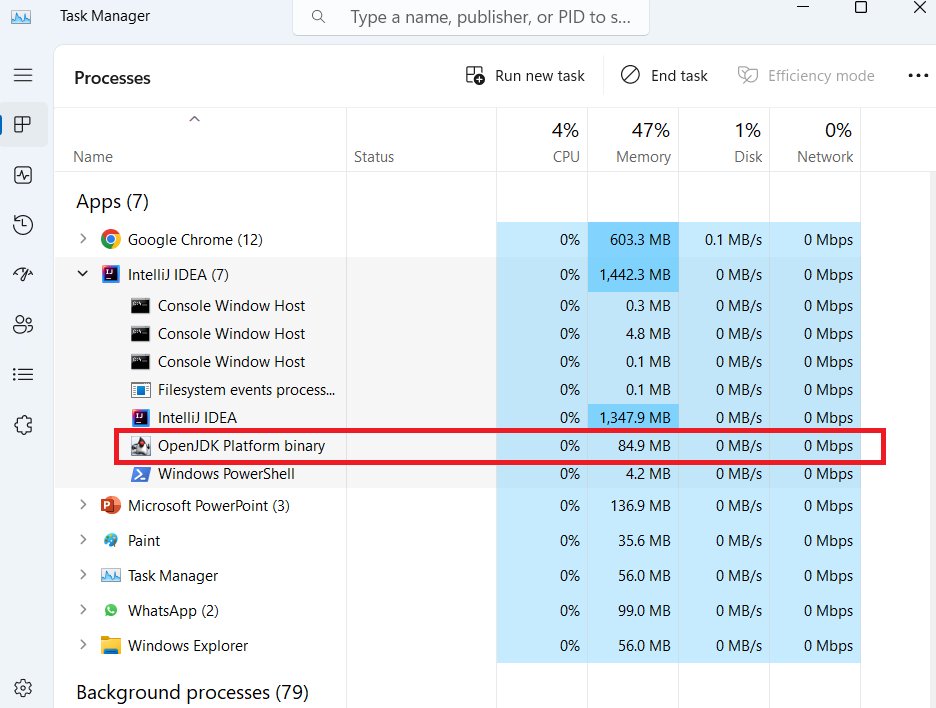 Task Manager
Type a name, publisher, or PID to s...
Processes
Run new task
End task
Efficiency mode
4% 47% 1% 0%
Name Status CPU Memory Disk Network
Apps (7)
Google Chrome (12) 0% 603.3 MB 0.1 MB/s 0 Mbps
IntelliJ IDEA (7) 0% 1,442.3 MB 0 MB/s 0 Mbps
Console Window Host 0% 0.3 MB 0 MB/s 0 Mbps
Console Window Host 0% 4.8 MB 0 MB/s 0 Mbps
Console Window Host 0% 0.1 MB 0 MB/s 0 Mbps
Filesystem events process... 0% 0.1 MB 0 MB/s 0 Mbps
IntelliJ IDEA 0% 1,347.9 MB 0 MB/s 0 Mbps
OpenJDK Platform binary 0% 84.9 MB 0 MB/s 0 Mbps
Windows PowerShell 0% 4.2 MB 0 MB/s 0 Mbps
Microsoft PowerPoint (3) 0% 136.9 MB 0 MB/s 0 Mbps
Paint 0% 35.6 MB 0 MB/s 0 Mbps
Task Manager 0% 56.0 MB 0 MB/s 0 Mbps
WhatsApp (2) 0% 99.0 MB 0 MB/s 0 Mbps
Windows Explorer 0% 56.0 MB 0 MB/s 0 Mbps
Background processes (79)